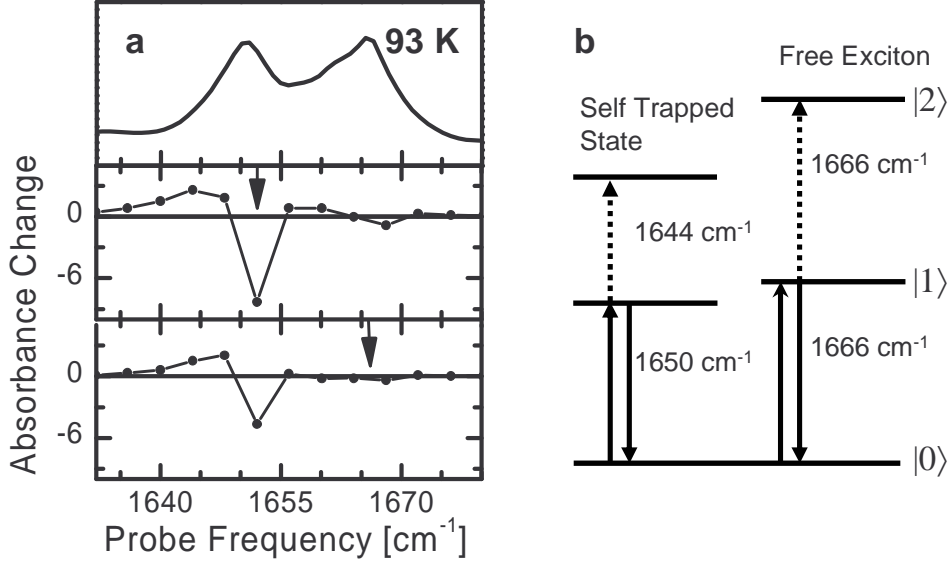 a
93 K
Absorbance Change
0
-6
0
-6
1640
1655
1670
Probe Frequency [cm⁻¹]
b
Free Exciton
|2⟩
Self Trapped
State
1666 cm⁻¹
1644 cm⁻¹
|1⟩
1650 cm⁻¹
1666 cm⁻¹
|0⟩